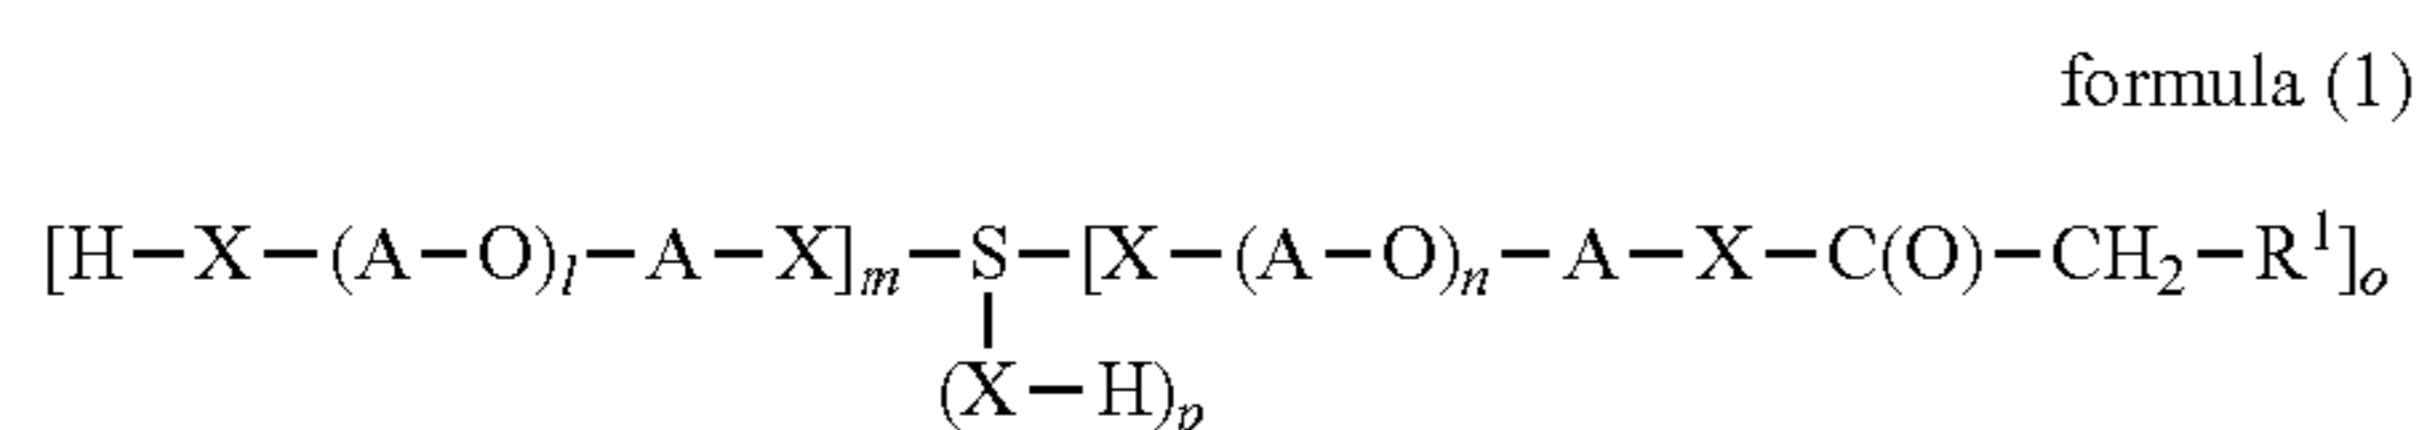 formula (1)
[H—X—(A—O)l—A—X]m—S—[X—(A—O)n—A—X—C(O)—CH2—R1]o
(X—H)p